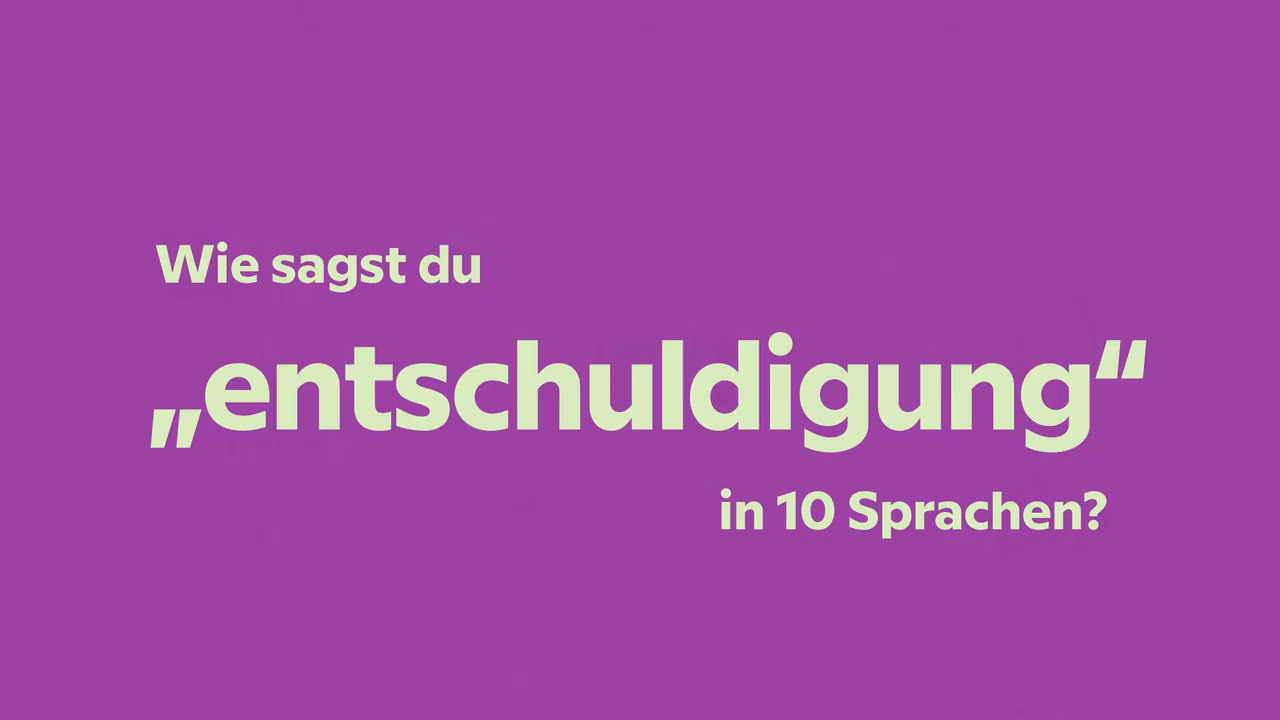 Wie sagst du
„entschuldigung“
in 10 Sprachen?